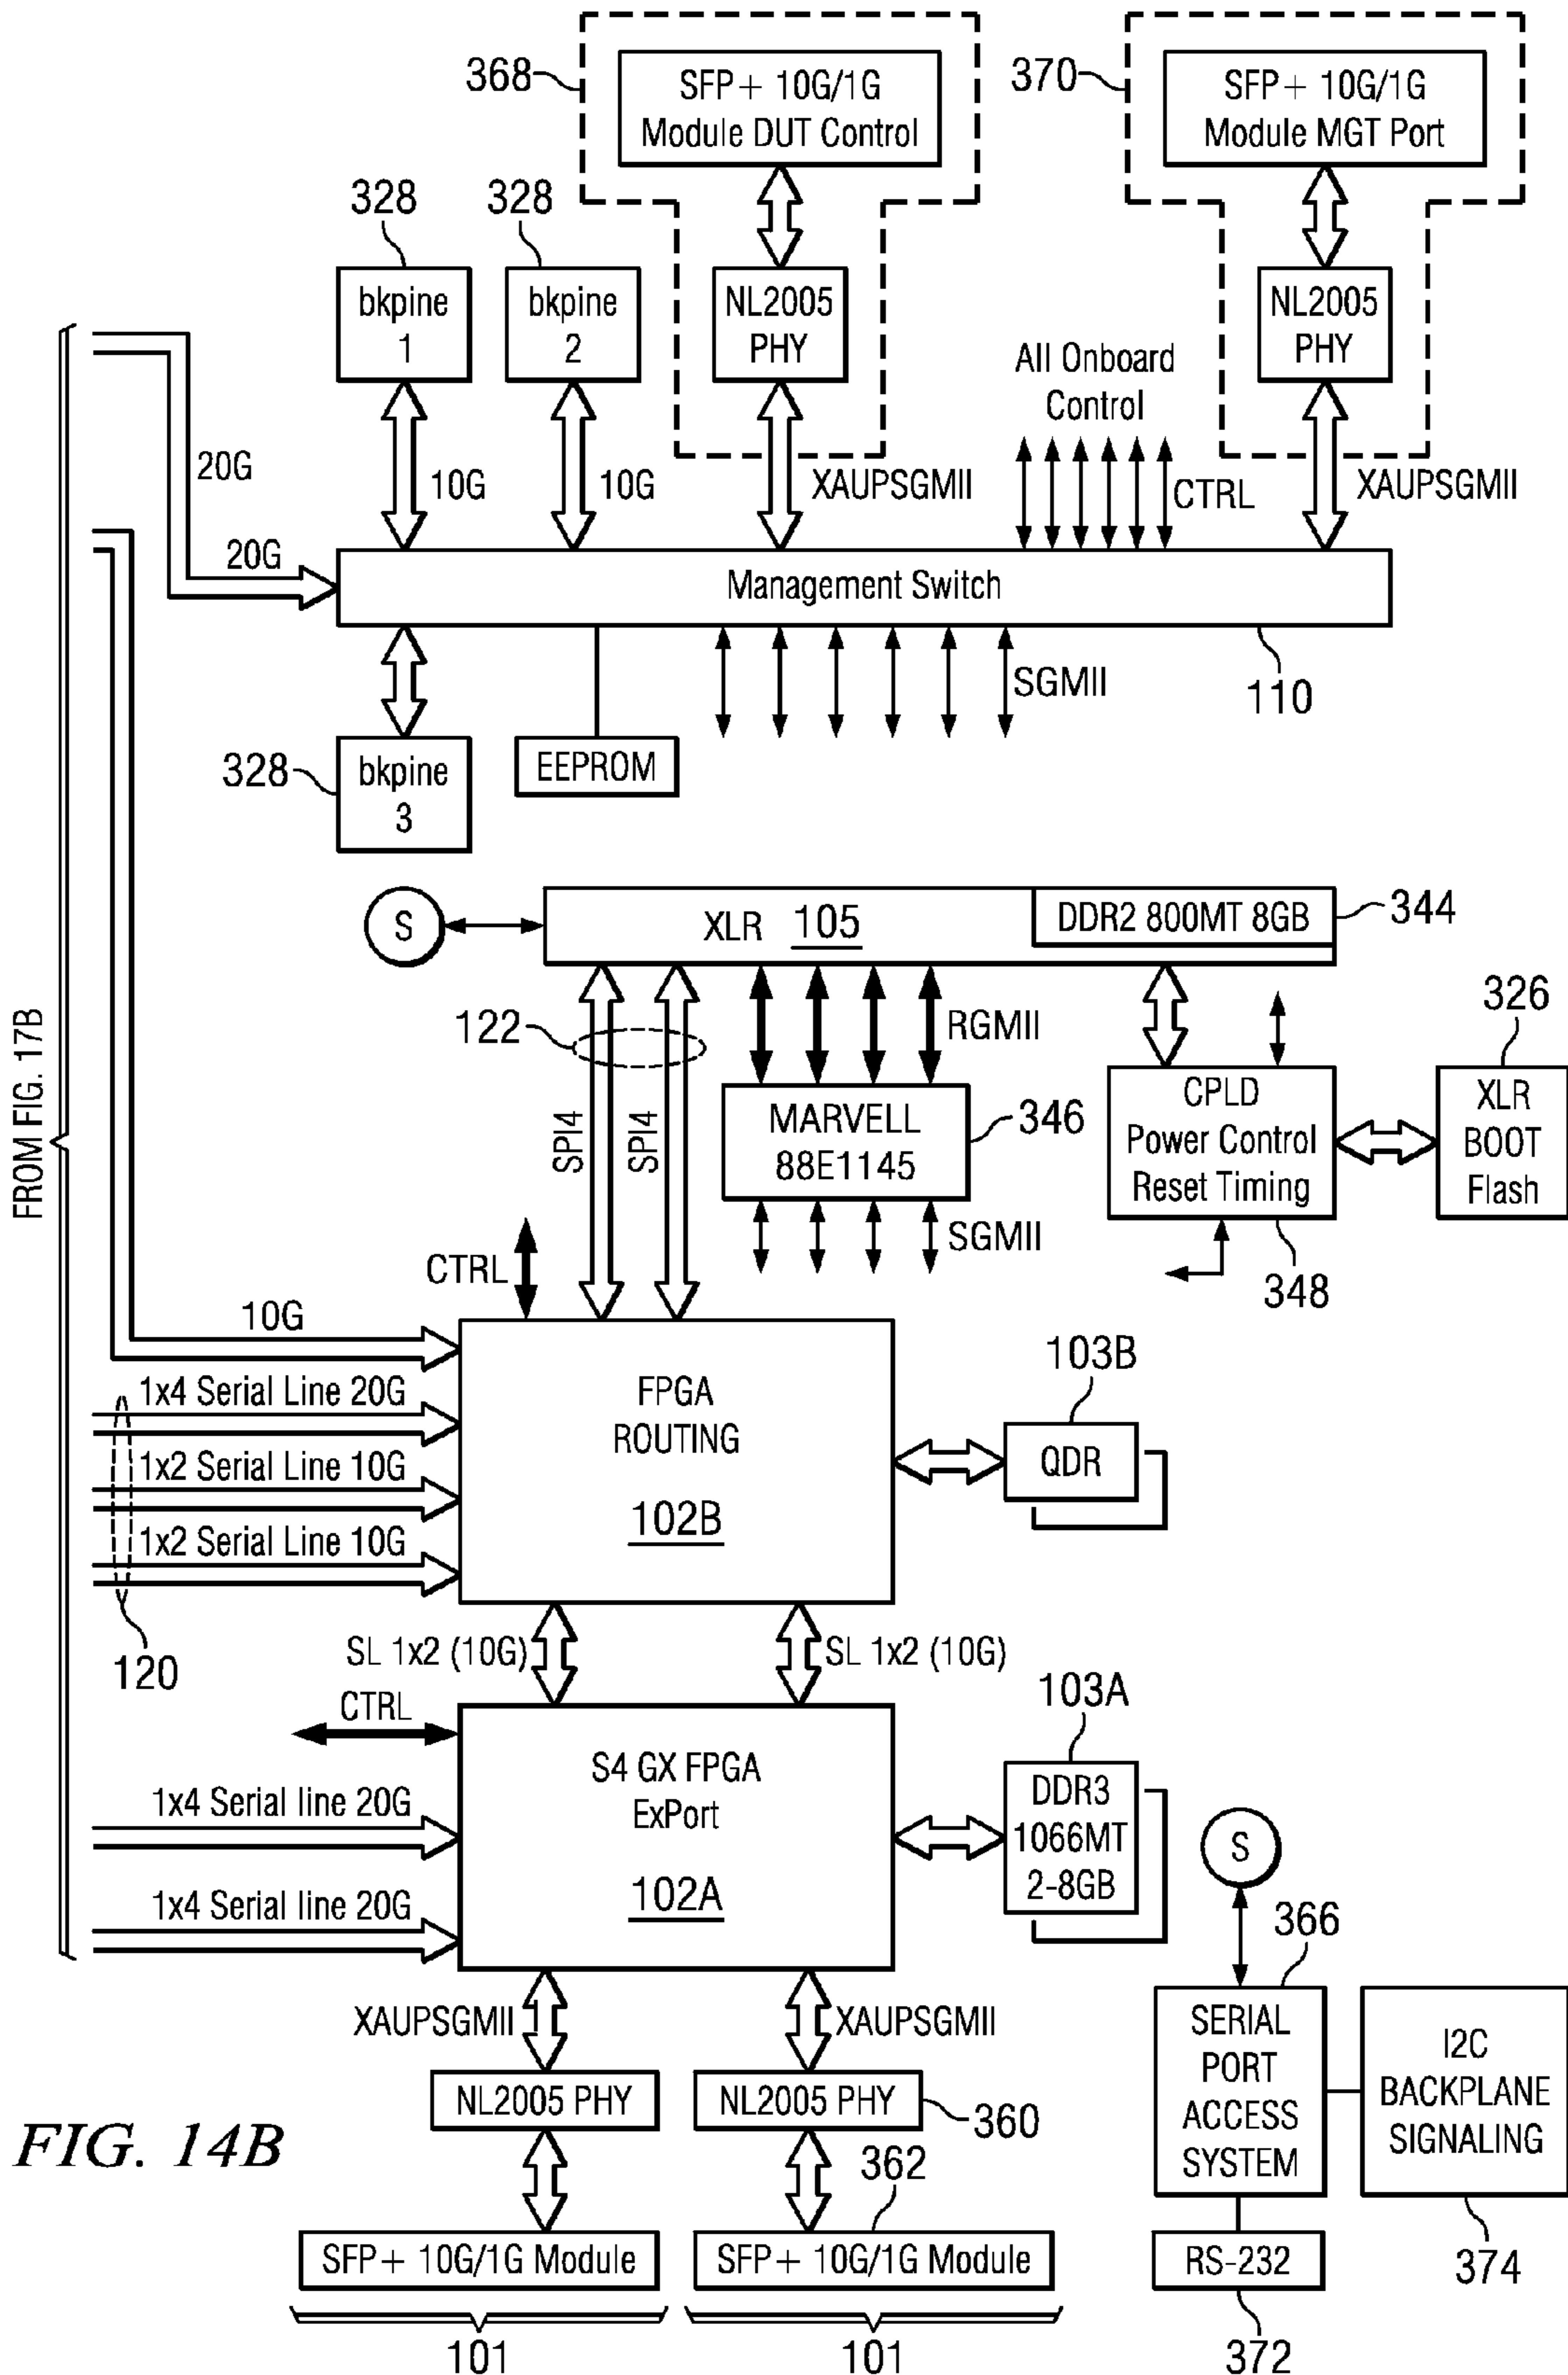 368
SFP+ 10G/1G
Module DUT Control
370
SFP+ 10G/1G
Module MGT Port
328
328
bkpine
1
bkpine
2
NL2005
PHY
NL2005
PHY
All Onboard
Control
20G
10G
10G
XAUPSGMII
CTRL
XAUPSGMII
20G
Management Switch
SGMII
110
328
bkpine
3
EEPROM
S
XLR 105
DDR2 800MT 8GB
344
FROM FIG. 17B
122
RGMII
326
SPI4
SPI4
MARVELL
88E1145
346
CPLD
Power Control
Reset Timing
XLR
BOOT
Flash
SGMII
CTRL
348
10G
1x4 Serial Line 20G
1x2 Serial Line 10G
1x2 Serial Line 10G
120
FPGA
ROUTING
102B
103B
QDR
SL 1x2 (10G)
SL 1x2 (10G)
CTRL
103A
S4 GX FPGA
ExPort
102A
DDR3
1066MT
2-8GB
1x4 Serial line 20G
1x4 Serial line 20G
S
366
XAUPSGMII
XAUPSGMII
SERIAL
PORT
ACCESS
SYSTEM
I2C
BACKPLANE
SIGNALING
NL2005 PHY
NL2005 PHY
360
FIG. 14B
362
SFP+ 10G/1G Module
SFP+ 10G/1G Module
RS-232
374
101
101
372